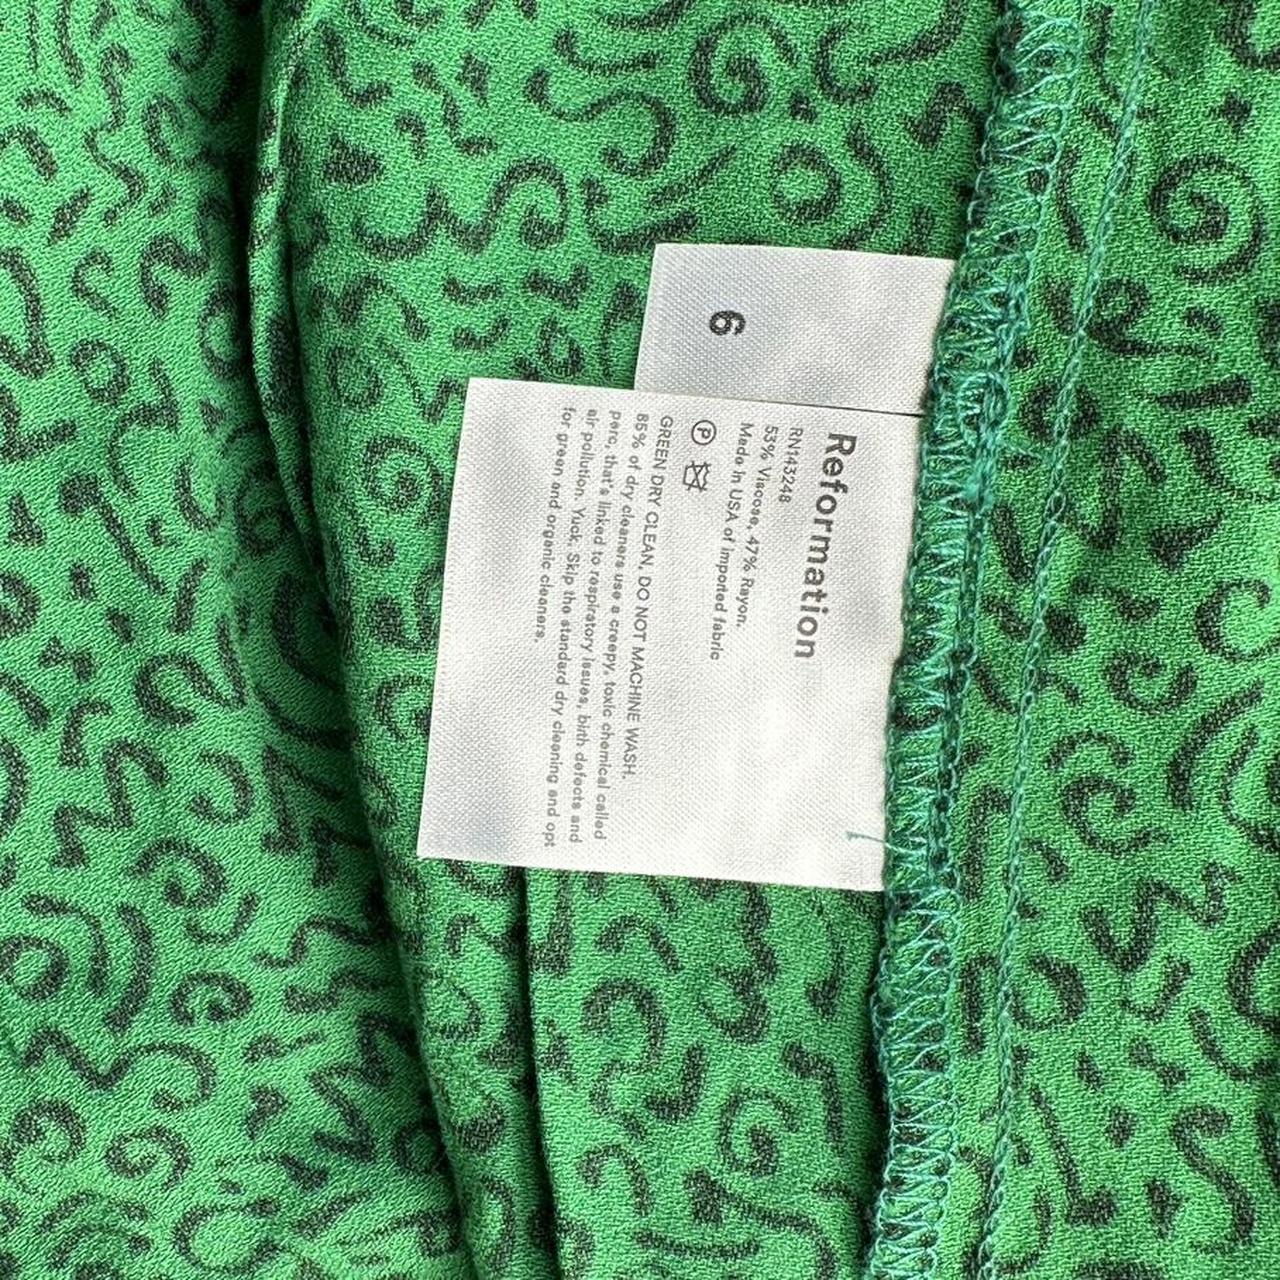 6
Reformation
RN143248
53% Viscose, 47% Rayon.
Made in USA of imported fabric
P
GREEN DRY CLEAN. DO NOT MACHINE WASH.
85% of dry cleaners use a creepy, toxic chemical called
perc, that's linked to respiratory issues, birth defects and
air pollution. Yuck. Skip the standard dry cleaning and opt
for green and organic cleaners.